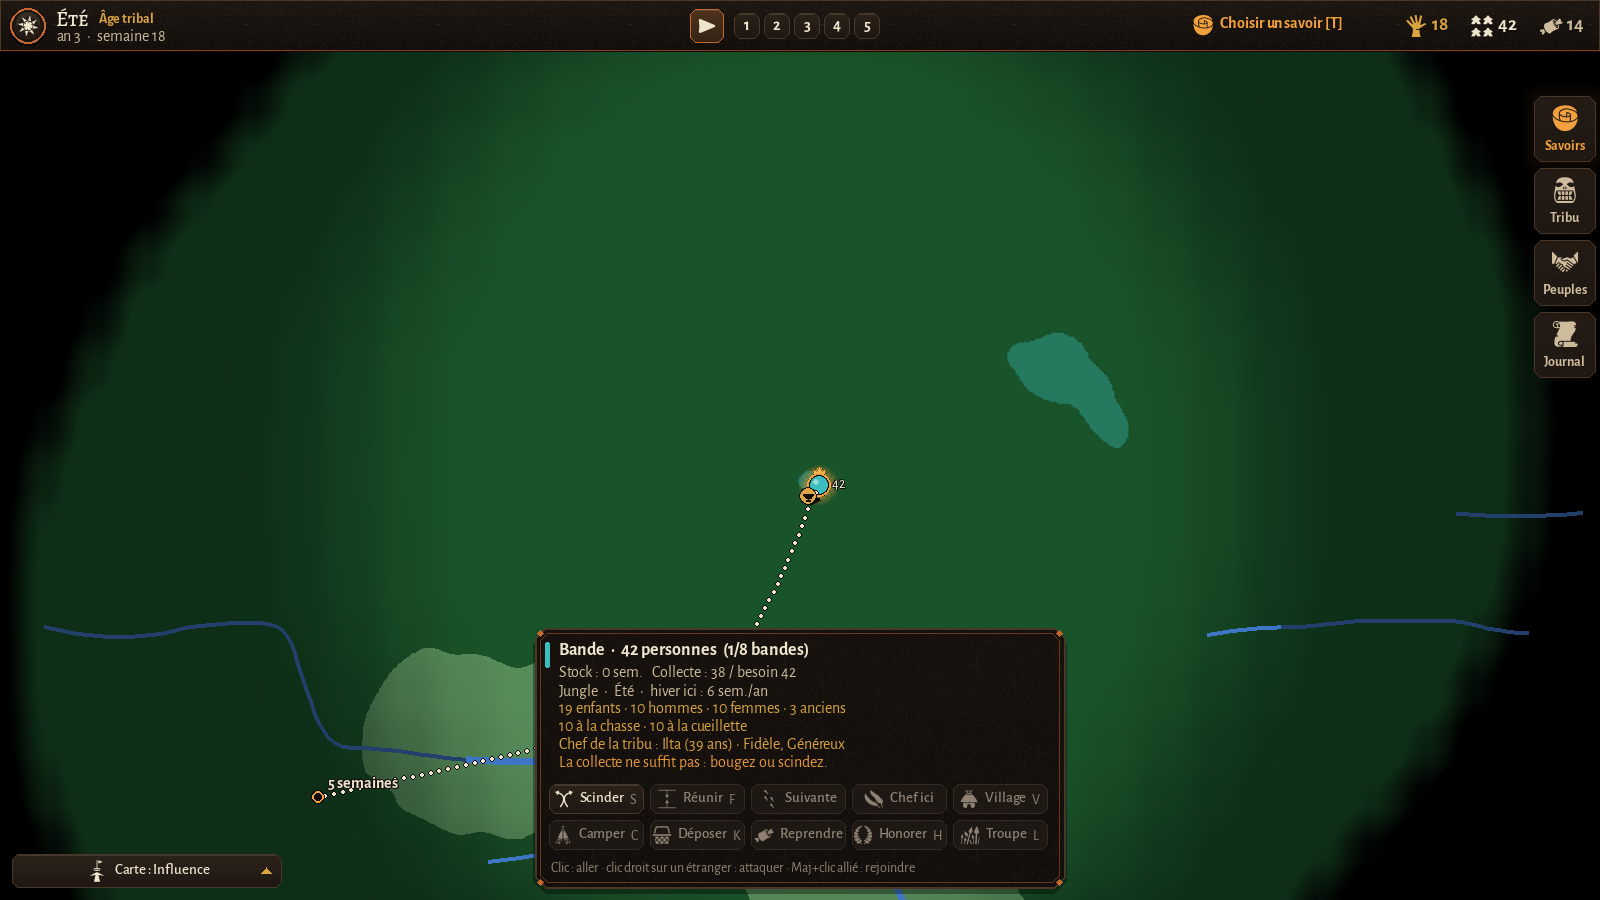 ÉTÉ Âge tribal
an 3 · semaine 18
1 2 3 4 5
Choisir un savoir [T]
18
42
14
Savoirs
Tribu
Peuples
Journal
42
5 semaines
Bande · 42 personnes (1/8 bandes)
Stock : 0 sem. Collecte : 38 / besoin 42
Jungle · Été · hiver ici : 6 sem./an
19 enfants · 10 hommes · 10 femmes · 3 anciens
10 à la chasse · 10 à la cueillette
Chef de la tribu : Ilta (39 ans) · Fidèle, Généreux
La collecte ne suffit pas : bougez ou scindez.
Scinder S Réunir F Suivante Chef ici Village V
Camper C Déposer K Reprendre Honorer H Troupe L
Clic : aller · clic droit sur un étranger : attaquer · Maj+clic allié : rejoindre
Carte : Influence